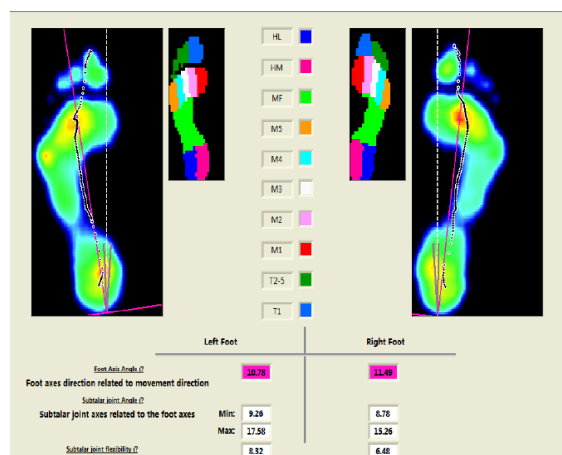 HL
HM
MF
M5
M4
M3
M2
M1
T2-5
T1
Left Foot Right Foot
Foot Axis Angle /? 10.78 11.49
Foot axes direction related to movement direction
Subtalar joint Angle /?
Subtalar joint axes related to the foot axes Min: 9.26 8.78
Max: 17.58 15.26
Subtalar joint flexibility /? 8.32 6.48